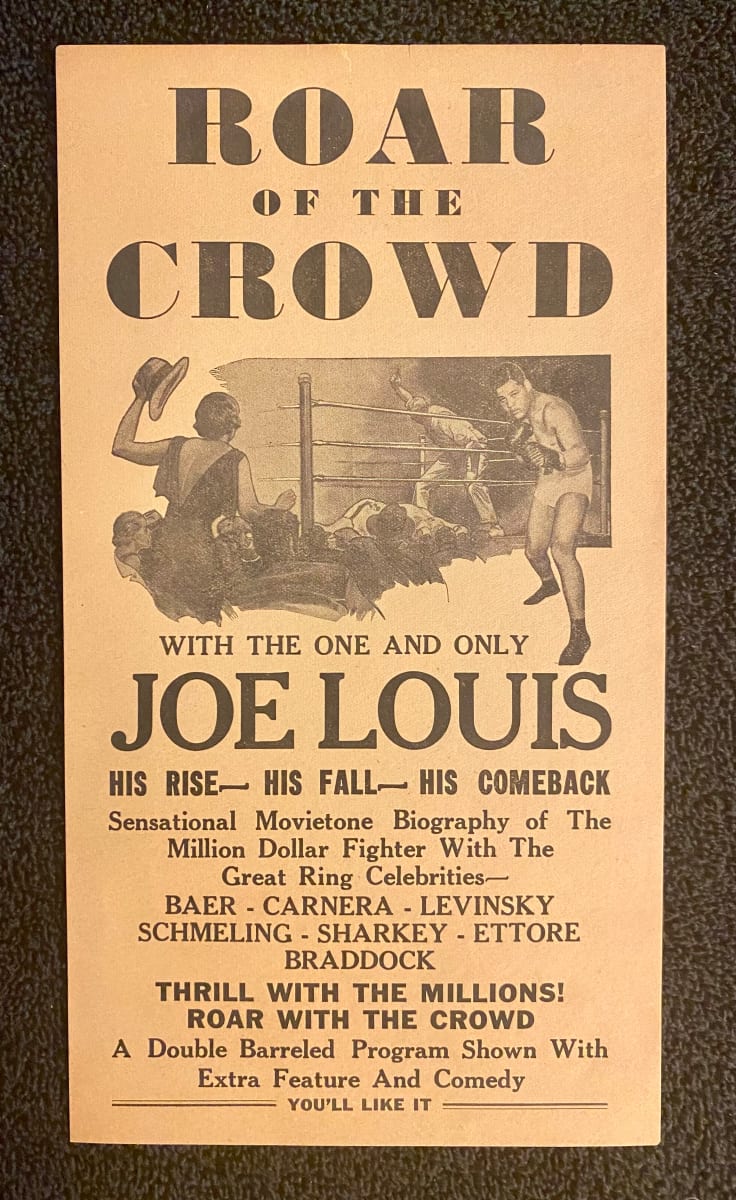 ROAR
OF THE
CROWD
WITH THE ONE AND ONLY
JOE LOUIS
HIS RISE— HIS FALL— HIS COMEBACK
Sensational Movietone Biography of The
Million Dollar Fighter With The
Great Ring Celebrities—
BAER - CARNERA - LEVINSKY
SCHMELING - SHARKEY - ETTORE
BRADDOCK
THRILL WITH THE MILLIONS!
ROAR WITH THE CROWD
A Double Barreled Program Shown With
Extra Feature And Comedy
YOU'LL LIKE IT